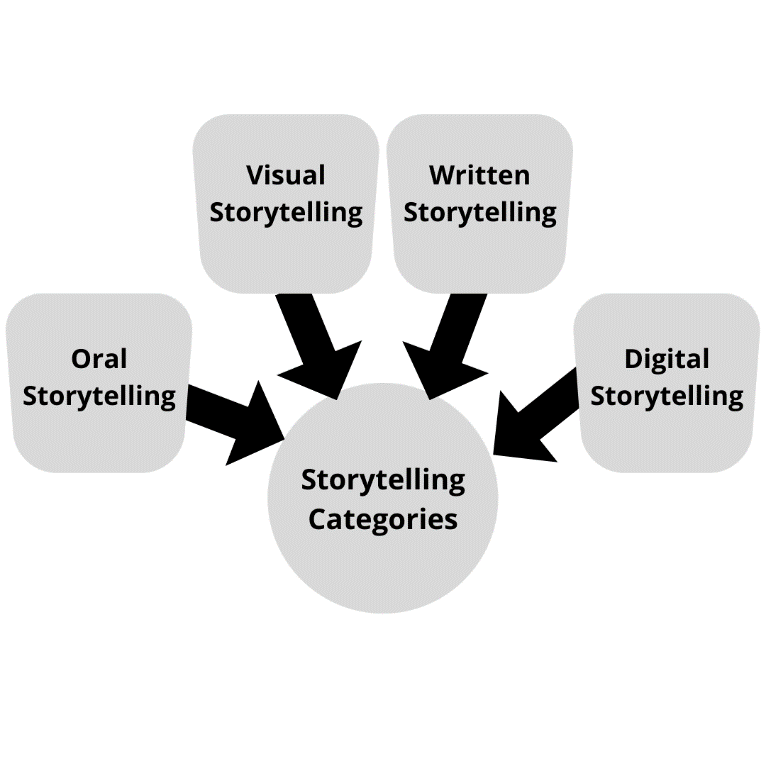 Visual
Storytelling
Written
Storytelling
Oral
Storytelling
Digital
Storytelling
Storytelling
Categories